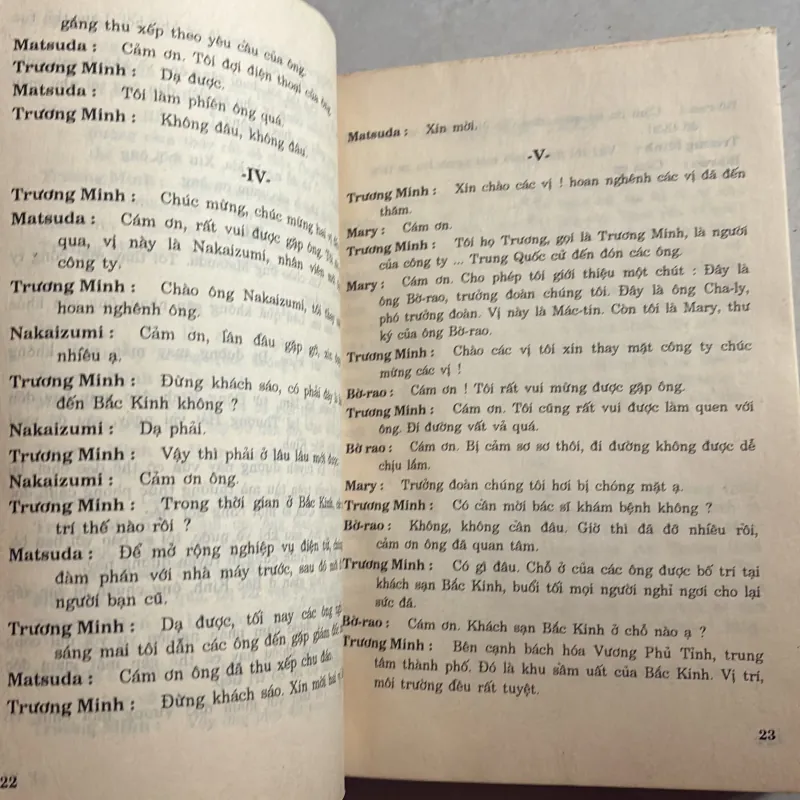 gắng thu xếp theo yêu cầu của ông.
Matsuda : Cảm ơn. Tôi đợi điện thoại của ông.
Trương Minh : Dạ được.
Matsuda : Tôi làm phiền ông quá.
Trương Minh : Không đâu, không đâu.
-IV-
Trương Minh : Chúc mừng, chúc mừng hai vị
Matsuda : Cám ơn, rất vui được gặp ông.
qua, vị này là Nakaizumi, nhân viên
công ty.
Trương Minh : Chào ông Nakaizumi, tôi
hoan nghênh ông.
Nakaizumi : Cảm ơn, lần đầu gặp gỡ, xin
nhiều ạ.
Trương Minh : Đừng khách sáo, có phải đây là
đến Bắc Kinh không ?
Nakaizumi : Dạ phải.
Trương Minh : Vậy thì phải ở lâu lâu mới
Nakaizumi : Cảm ơn ông.
Trương Minh : Trong thời gian ở Bắc Kinh,
trí thế nào rồi ?
Matsuda : Để mở rộng nghiệp vụ điện tử,
đàm phán với nhà máy trước, sau đó
người bạn cũ.
Trương Minh : Dạ được, tối nay các ông
sáng mai tôi dẫn các ông đến gặp giám đốc
Matsuda : Cám ơn ông đã thu xếp chu đáo.
Trương Minh : Đừng khách sáo. Xin mời hai
22
Matsuda : Xin mời.
-V-
Trương Minh : Xin chào các vị ! hoan nghênh các vị đã đến
thăm.
Mary : Cám ơn.
Trương Minh : Tôi họ Trương, gọi là Trương Minh, là người
của công ty ... Trung Quốc cử đến đón các ông.
Mary : Cám ơn. Cho phép tôi giới thiệu một chút : Đây là
ông Bờ-rao, trưởng đoàn chúng tôi. Đây là ông Cha-ly,
phó trưởng đoàn. Vị này là Mác-tin. Còn tôi là Mary, thư
ký của ông Bờ-rao.
Trương Minh : Chào các vị tôi xin thay mặt công ty chúc
mừng các vị !
Bờ-rao : Cám ơn ! Tôi rất vui mừng được gặp ông.
Trương Minh : Cám ơn. Tôi cũng rất vui được làm quen với
ông. Đi đường vất vả quá.
Bờ rao : Cám ơn. Bị cảm sơ sơ thôi, đi đường không được dễ
chịu lắm.
Mary : Trưởng đoàn chúng tôi hơi bị chóng mặt ạ.
Trương Minh : Có cần mời bác sĩ khám bệnh không ?
Bờ-rao : Không, không cần đâu. Giờ thì đã đỡ nhiều rồi,
cảm ơn ông đã quan tâm.
Trương Minh : Có gì đâu. Chỗ ở của các ông được bố trí tại
khách sạn Bắc Kinh, buổi tối mọi người nghỉ ngơi cho lại
sức đã.
Bờ-rao : Cám ơn. Khách sạn Bắc Kinh ở chỗ nào ạ ?
Trương Minh : Bên cạnh bách hóa Vương Phủ Tỉnh, trung
tâm thành phố. Đó là khu sầm uất của Bắc Kinh. Vị trí,
môi trường đều rất tuyệt.
23